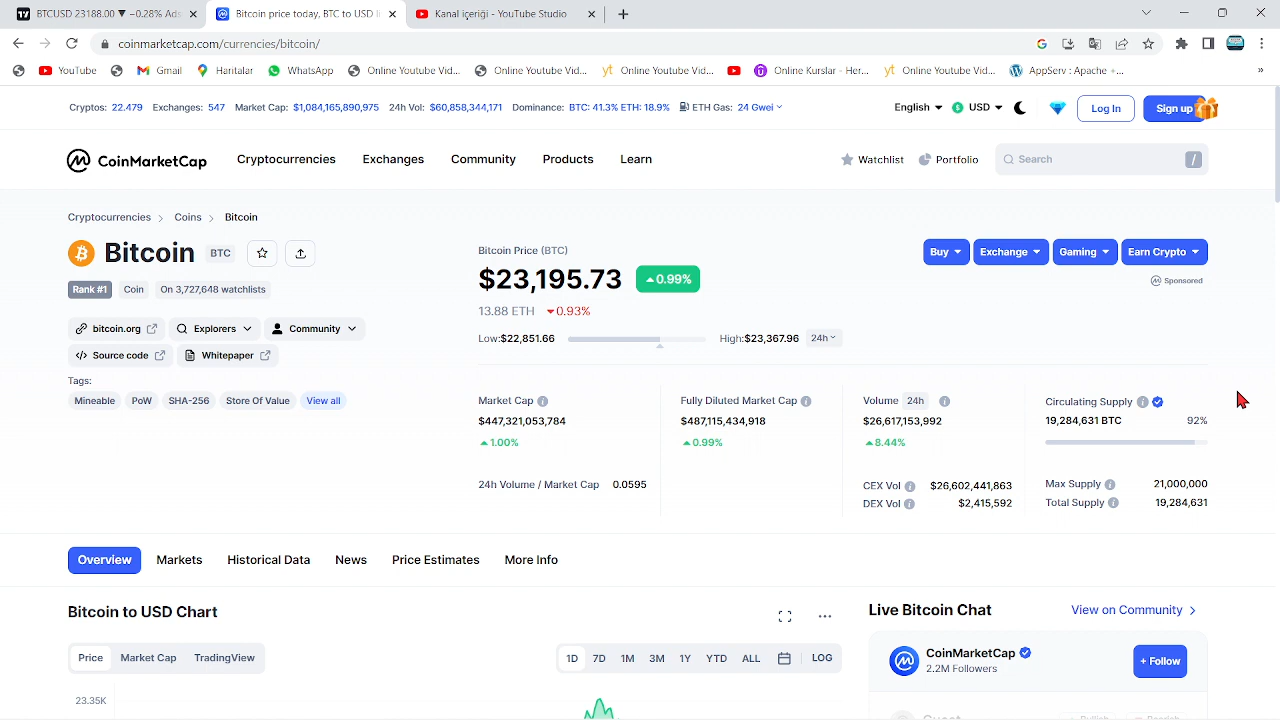 BTCUSD 23188.00 ▼ −0.28% Ads
Bitcoin price today, BTC to USD li
Kanal içeriği - YouTube Studio
coinmarketcap.com/currencies/bitcoin/
YouTube
Gmail
Haritalar
WhatsApp
Online Youtube Vid...
Online Youtube Vid...
Online Youtube Vid...
Online Kurslar - Her...
Online Youtube Vid...
AppServ : Apache +...
»
Cryptos: 22.479 Exchanges: 547 Market Cap: $1,084,165,890,975 24h Vol: $60,858,344,171 Dominance: BTC: 41.3% ETH: 18.9% ETH Gas: 24 Gwei
English USD Log In Sign up
CoinMarketCap
Cryptocurrencies Exchanges Community Products Learn
Watchlist Portfolio Search /
Cryptocurrencies > Coins > Bitcoin
Bitcoin BTC
Rank #1 Coin On 3,727,648 watchlists
bitcoin.org Explorers Community
Source code Whitepaper
Tags:
Mineable PoW SHA-256 Store Of Value View all
Bitcoin Price (BTC)
$23,195.73 0.99%
13.88 ETH 0.93%
Low:$22,851.66 High:$23,367.96 24h
Buy Exchange Gaming Earn Crypto
Sponsored
Market Cap
$447,321,053,784
1.00%
24h Volume / Market Cap 0.0595
Fully Diluted Market Cap
$487,115,434,918
0.99%
Volume 24h
$26,617,153,992
8.44%
CEX Vol $26,602,441,863
DEX Vol $2,415,592
Circulating Supply
19,284,631 BTC 92%
Max Supply 21,000,000
Total Supply 19,284,631
Overview Markets Historical Data News Price Estimates More Info
Bitcoin to USD Chart
Price Market Cap TradingView
1D 7D 1M 3M 1Y YTD ALL LOG
23.35K
Live Bitcoin Chat View on Community >
CoinMarketCap
2.2M Followers
+ Follow